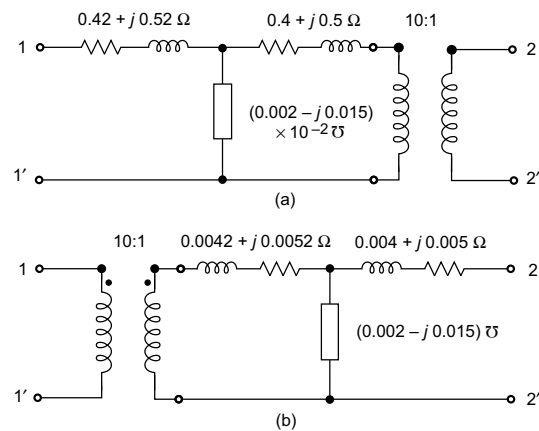 0.42 + j 0.52 Ω
0.4 + j 0.5 Ω
10:1
1
2
(0.002 – j 0.015)
× 10⁻² ℧
1′
2′
(a)
10:1
0.0042 + j 0.0052 Ω
0.004 + j 0.005 Ω
1
2
(0.002 – j 0.015) ℧
1′
2′
(b)